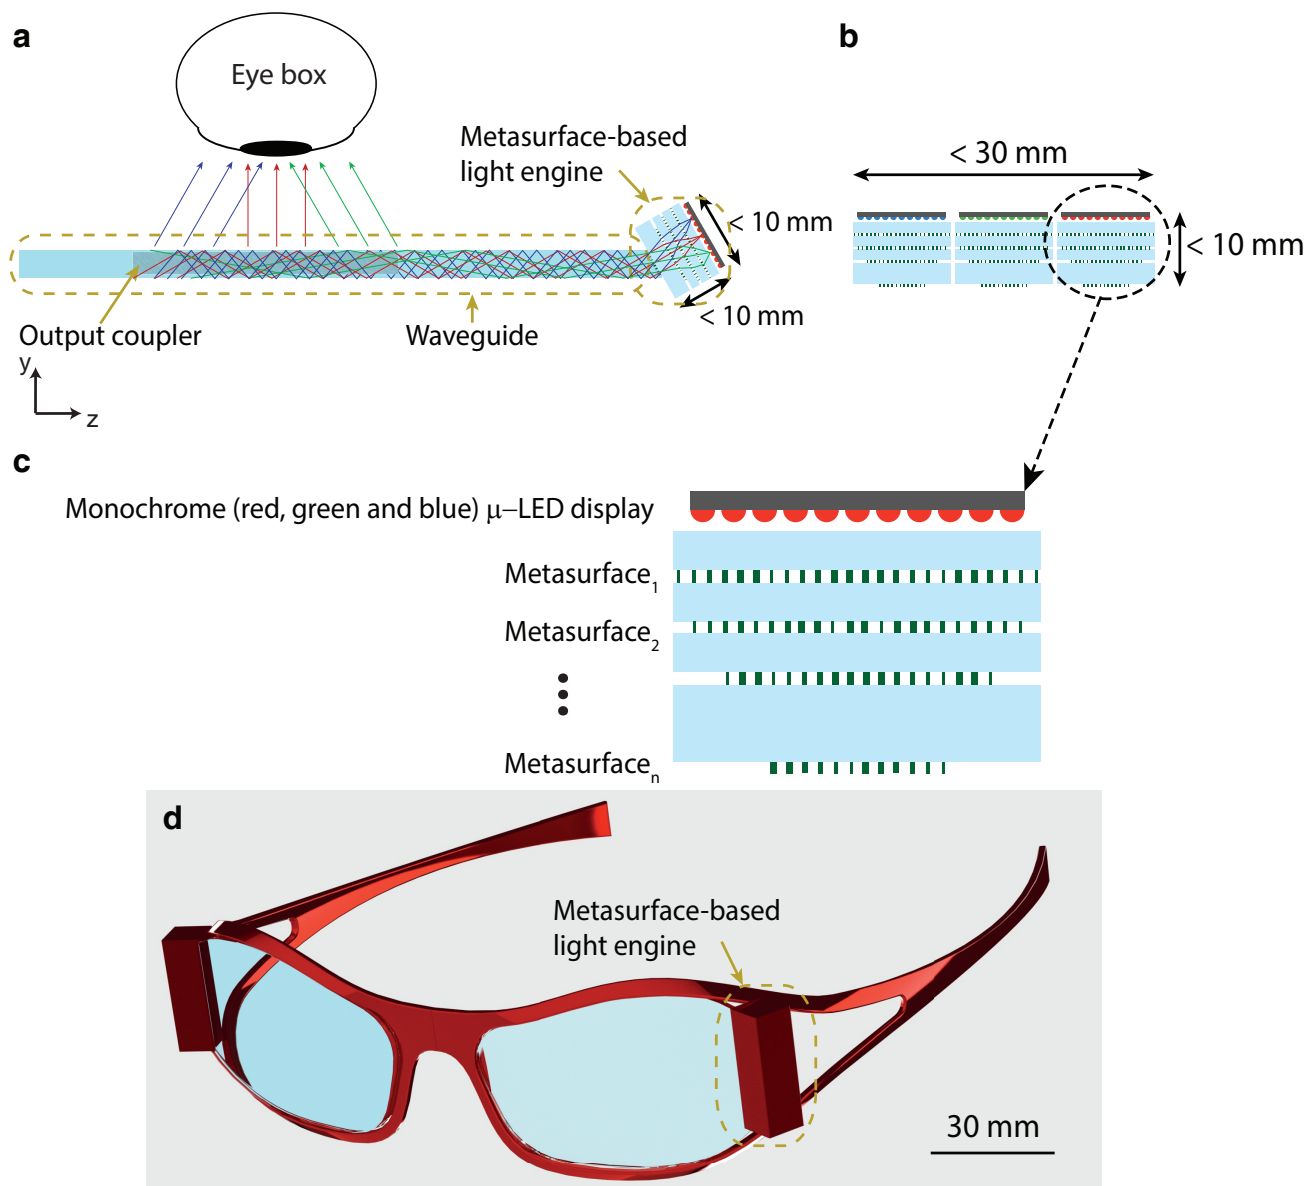 a
Eye box
Metasurface-based
light engine
< 10 mm
< 10 mm
Output coupler
Waveguide
y
z
b
< 30 mm
< 10 mm
c
Monochrome (red, green and blue) μ–LED display
Metasurface₁
Metasurface₂
Metasurfaceₙ
d
Metasurface-based
light engine
30 mm